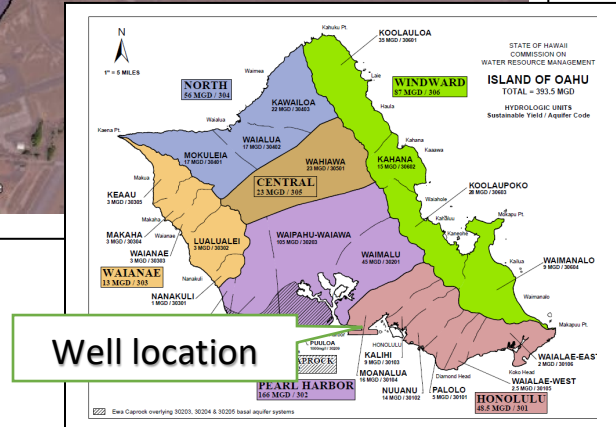 N
1" = 5 MILES
STATE OF HAWAII
COMMISSION ON
WATER RESOURCE MANAGEMENT
ISLAND OF OAHU
TOTAL = 393.5 MGD
HYDROLOGIC UNITS
Sustainable Yield / Aquifer Code
Kahuku Pt.
KOOLAULOA
35 MGD / 30601
Laie
Hauula
Waimea
NORTH
56 MGD / 304
WINDWARD
87 MGD / 306
KAWAILOA
22 MGD / 30403
Kaena Pt.
Waialua
WAIALUA
17 MGD / 30402
MOKULEIA
17 MGD / 30401
WAHIAWA
23 MGD / 30501
CENTRAL
23 MGD / 305
KAHANA
15 MGD / 30602
Kahana
Kaaawa
Makua
KEAAU
3 MGD / 30305
Makaha
MAKAHA
3 MGD / 30304
Waianae
WAIANAE
3 MGD / 30303
LUALUALEI
3 MGD / 30302
WAIANAE
13 MGD / 303
Nanakuli
NANAKULI
1 MGD / 30301
WAIPAHU-WAIAWA
105 MGD / 30203
WAIMALU
45 MGD / 30201
Waiahole
KOOLAUPOKO
28 MGD / 30603
Kahaluu
Mokapu Pt.
Kaneohe
Kailua
WAIMANALO
9 MGD / 30604
Waimanalo
Makapuu Pt.
Well location
PUULOA
CAPROCK
HONOLULU
KALIHI
9 MGD / 30103
MOANALUA
16 MGD / 30104
NUUANU
14 MGD / 30102
PALOLO
5 MGD / 30101
Diamond Head
Koko Head
WAIALAE-EAST
2 MGD / 30106
WAIALAE-WEST
2.5 MGD / 30105
PEARL HARBOR
166 MGD / 302
HONOLULU
48.5 MGD / 301
Ewa Caprock overlying 30203, 30204 & 30205 basal aquifer systems